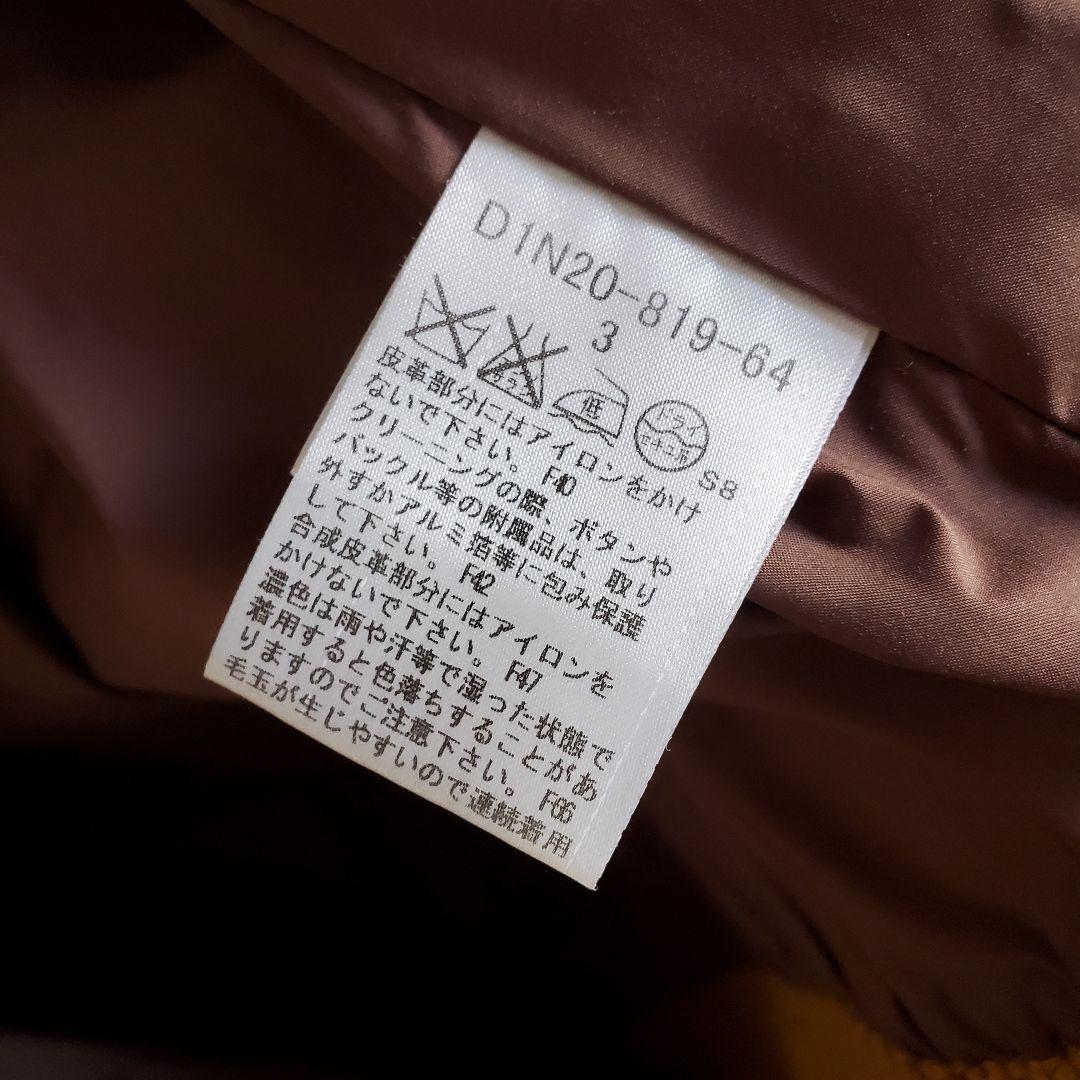 D1N20-819-64
3
エンソサラシ
低
ドライ
セキユ系
S8
皮革部分にはアイロンをかけ
ないで下さい。 F40
クリーニングの際、ボタンや
バックル等の附属品は、取り
外すかアルミ箔等に包み保護
して下さい。 F42
合成皮革部分にはアイロンを
かけないで下さい。 F47
濃色は雨や汗等で湿った状態で
着用すると色落ちすることがあ
りますのでご注意下さい。 F66
毛玉が生じやすいので連続着用